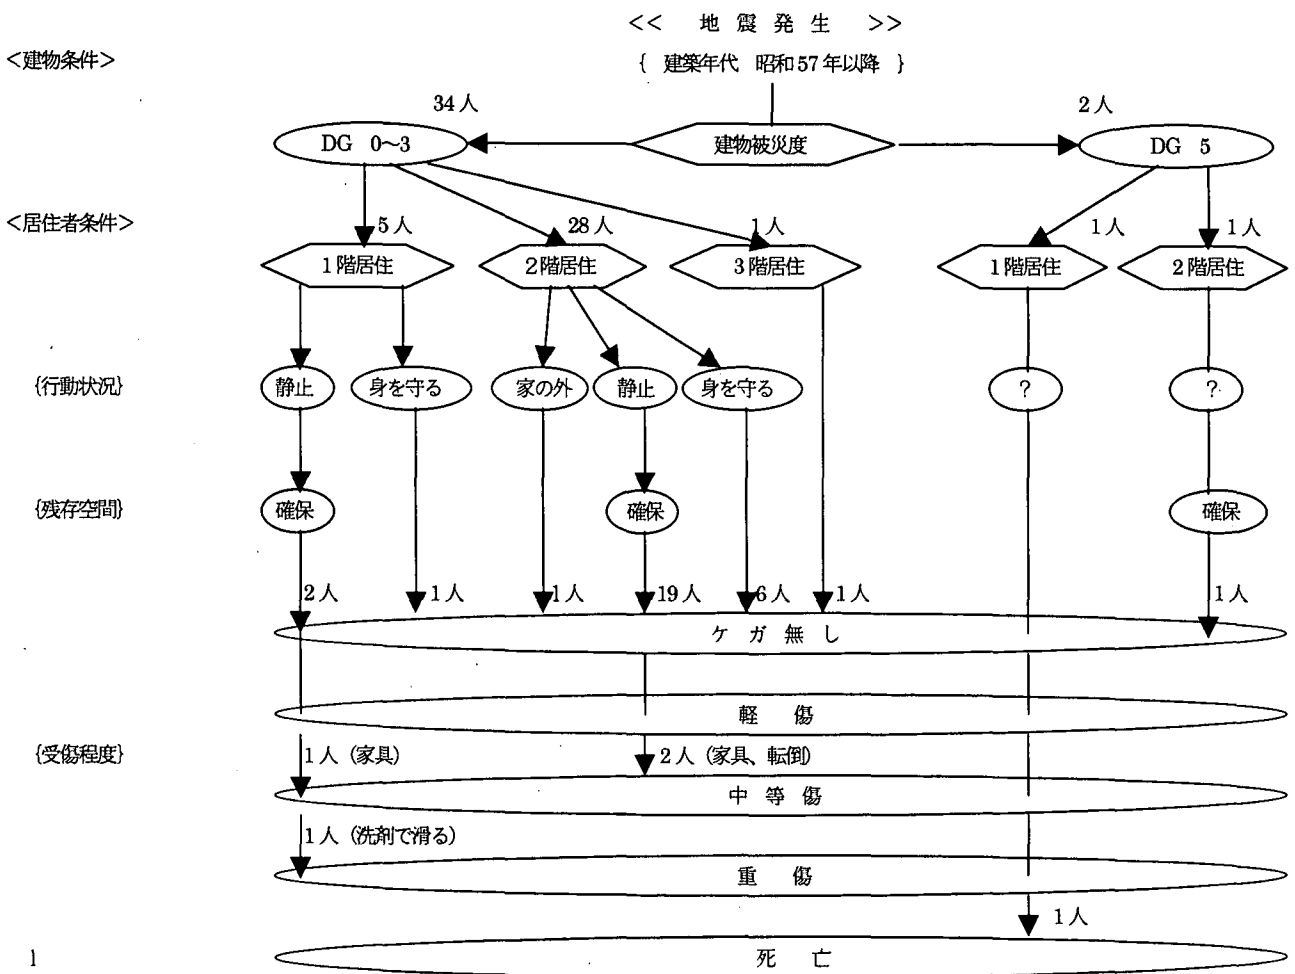 << 地 震 発 生 >>
<建物条件>
{ 建築年代 昭和57年以降 }
34人
2人
DG 0～3
建物被災度
DG 5
<居住者条件>
5人
28人
1人
1人
1人
1階居住
2階居住
3階居住
1階居住
2階居住
{行動状況}
静止
身を守る
家の外
静止
身を守る
?
?
{残存空間}
確保
確保
確保
2人
1人
1人
19人
6人
1人
1人
ケ ガ 無 し
軽 傷
{受傷程度}
1人(家具)
2人(家具、転倒)
中 等 傷
1人(洗剤で滑る)
重 傷
1人
1
死 亡